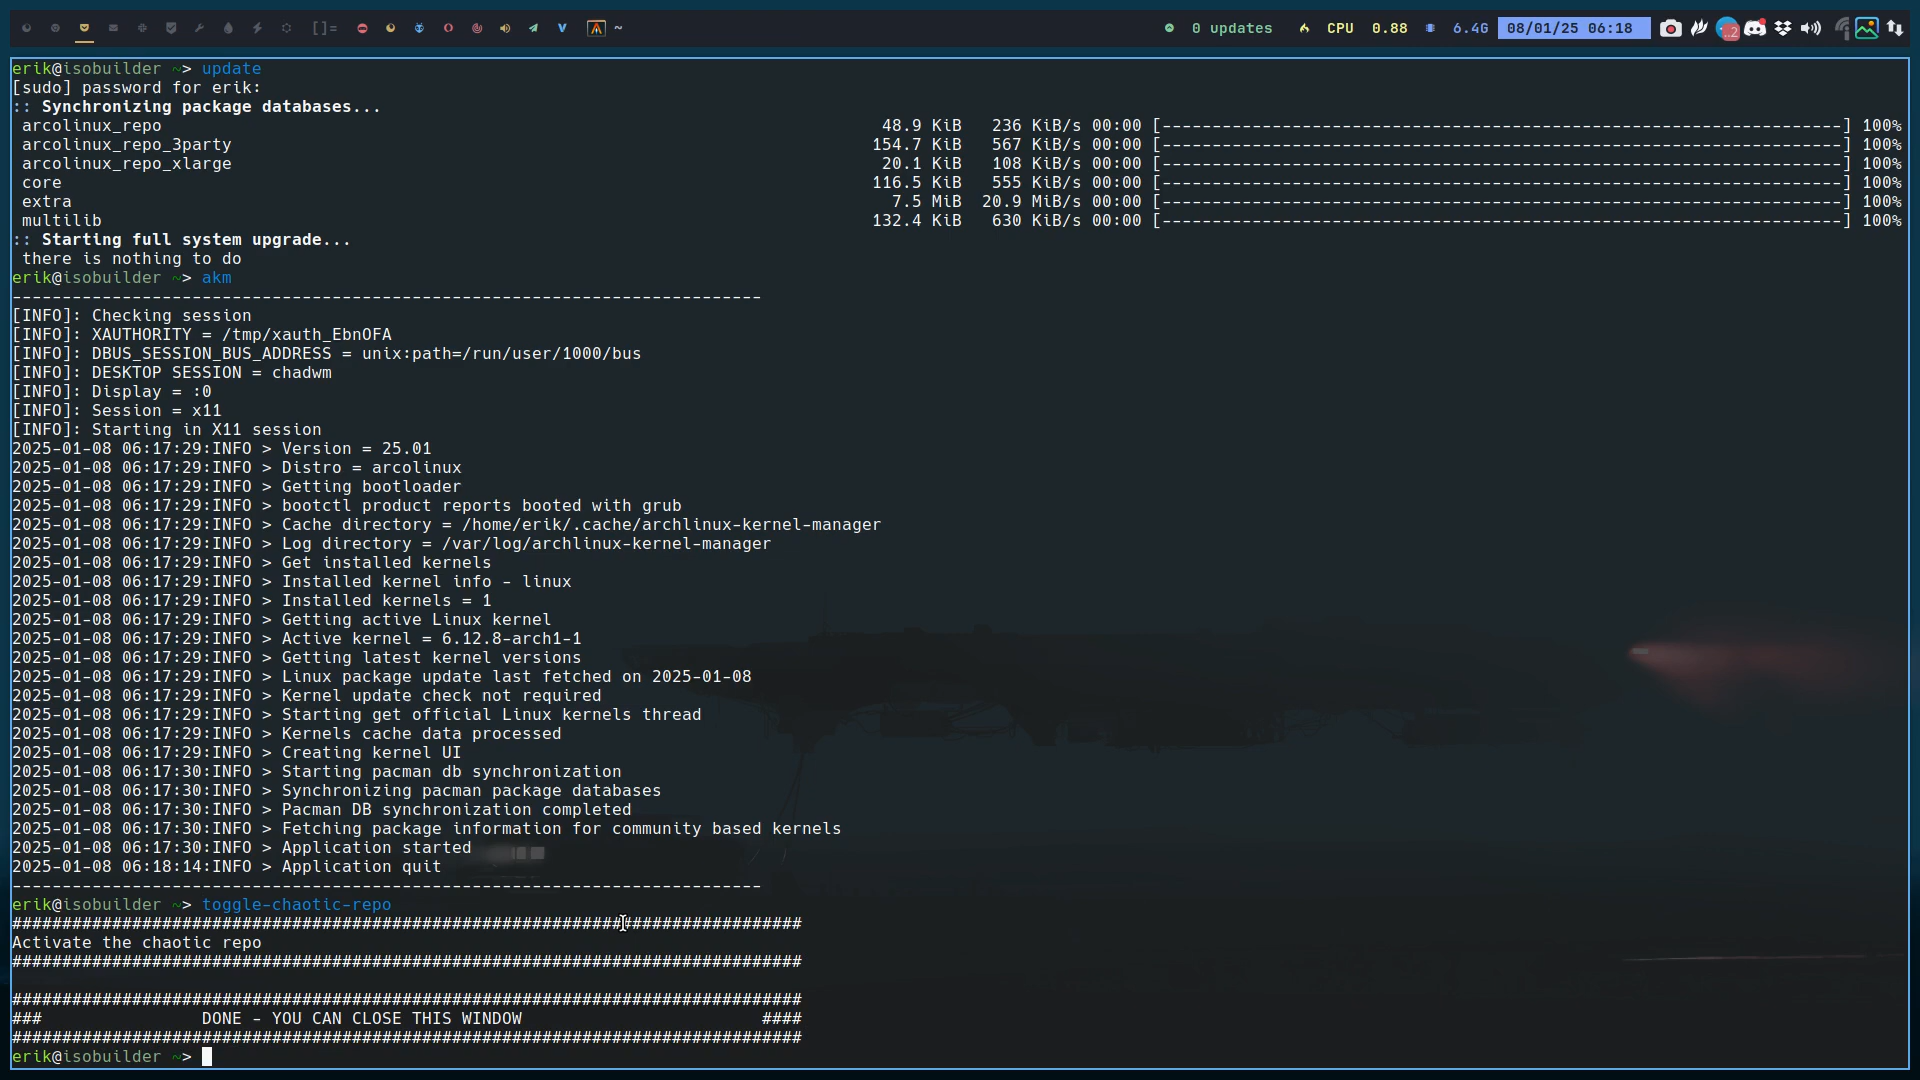 []= ~ 0 updates CPU 0.88 6.4G 08/01/25 06:18
erik@isobuilder ~> update
[sudo] password for erik:
:: Synchronizing package databases...
arcolinux_repo 48.9 KiB 236 KiB/s 00:00 [--------------------------------------------------------------------] 100%
arcolinux_repo_3party 154.7 KiB 567 KiB/s 00:00 [--------------------------------------------------------------------] 100%
arcolinux_repo_xlarge 20.1 KiB 108 KiB/s 00:00 [--------------------------------------------------------------------] 100%
core 116.5 KiB 555 KiB/s 00:00 [--------------------------------------------------------------------] 100%
extra 7.5 MiB 20.9 MiB/s 00:00 [--------------------------------------------------------------------] 100%
multilib 132.4 KiB 630 KiB/s 00:00 [--------------------------------------------------------------------] 100%
:: Starting full system upgrade...
there is nothing to do
erik@isobuilder ~> akm
---------------------------------------------------------------------------
[INFO]: Checking session
[INFO]: XAUTHORITY = /tmp/xauth_EbnOFA
[INFO]: DBUS_SESSION_BUS_ADDRESS = unix:path=/run/user/1000/bus
[INFO]: DESKTOP SESSION = chadwm
[INFO]: Display = :0
[INFO]: Session = x11
[INFO]: Starting in X11 session
2025-01-08 06:17:29:INFO > Version = 25.01
2025-01-08 06:17:29:INFO > Distro = arcolinux
2025-01-08 06:17:29:INFO > Getting bootloader
2025-01-08 06:17:29:INFO > bootctl product reports booted with grub
2025-01-08 06:17:29:INFO > Cache directory = /home/erik/.cache/archlinux-kernel-manager
2025-01-08 06:17:29:INFO > Log directory = /var/log/archlinux-kernel-manager
2025-01-08 06:17:29:INFO > Get installed kernels
2025-01-08 06:17:29:INFO > Installed kernel info - linux
2025-01-08 06:17:29:INFO > Installed kernels = 1
2025-01-08 06:17:29:INFO > Getting active Linux kernel
2025-01-08 06:17:29:INFO > Active kernel = 6.12.8-arch1-1
2025-01-08 06:17:29:INFO > Getting latest kernel versions
2025-01-08 06:17:29:INFO > Linux package update last fetched on 2025-01-08
2025-01-08 06:17:29:INFO > Kernel update check not required
2025-01-08 06:17:29:INFO > Starting get official Linux kernels thread
2025-01-08 06:17:29:INFO > Kernels cache data processed
2025-01-08 06:17:29:INFO > Creating kernel UI
2025-01-08 06:17:30:INFO > Starting pacman db synchronization
2025-01-08 06:17:30:INFO > Synchronizing pacman package databases
2025-01-08 06:17:30:INFO > Pacman DB synchronization completed
2025-01-08 06:17:30:INFO > Fetching package information for community based kernels
2025-01-08 06:17:30:INFO > Application started
2025-01-08 06:18:14:INFO > Application quit
---------------------------------------------------------------------------
erik@isobuilder ~> toggle-chaotic-repo
###############################################################################
Activate the chaotic repo
###############################################################################
###############################################################################
### DONE - YOU CAN CLOSE THIS WINDOW ####
###############################################################################
erik@isobuilder ~>